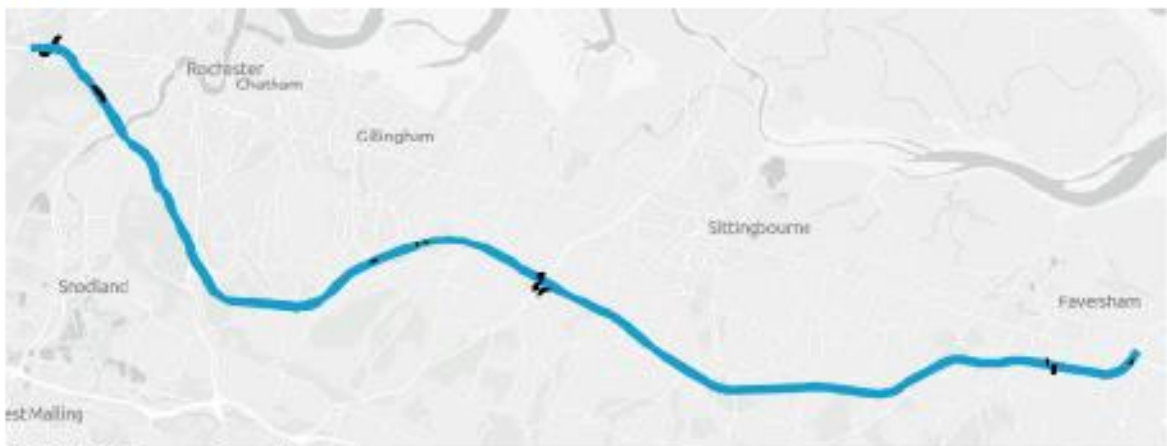 Rochester
Chatham
Gillingham
Sittingbourne
Snodland
Faversham
est Malling